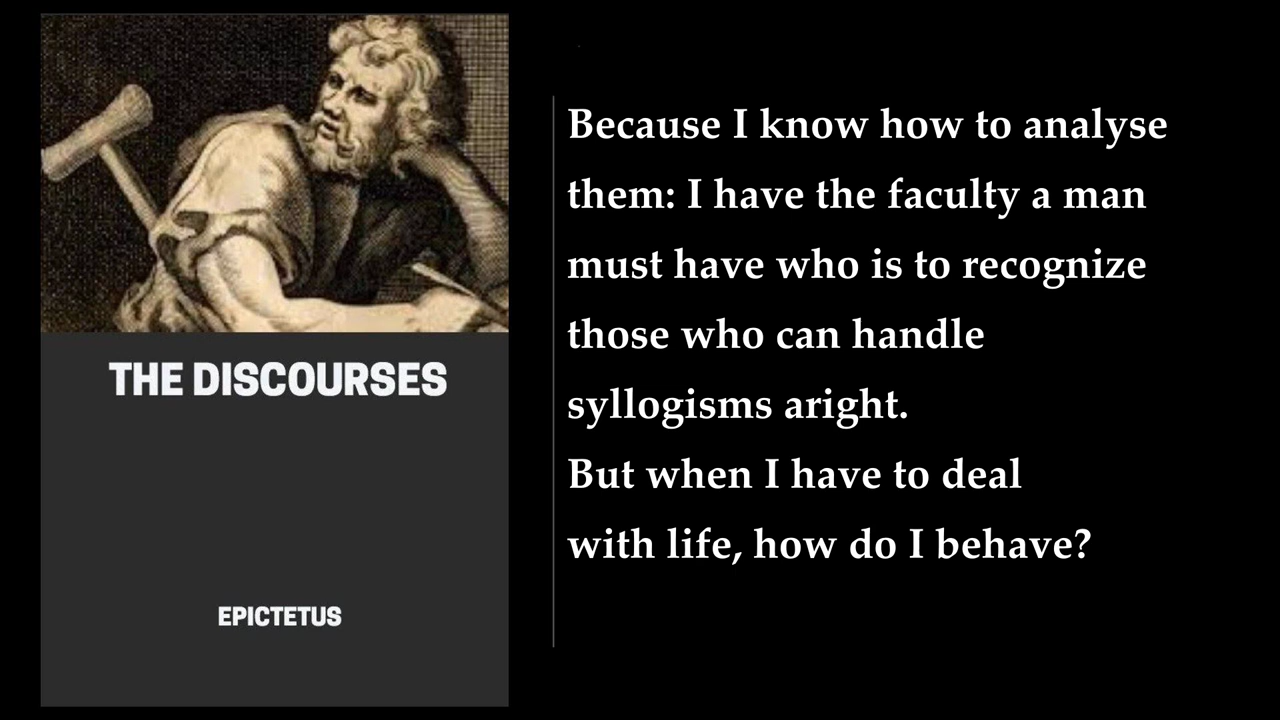 THE DISCOURSES
EPICTETUS
Because I know how to analyse
them: I have the faculty a man
must have who is to recognize
those who can handle
syllogisms aright.
But when I have to deal
with life, how do I behave?